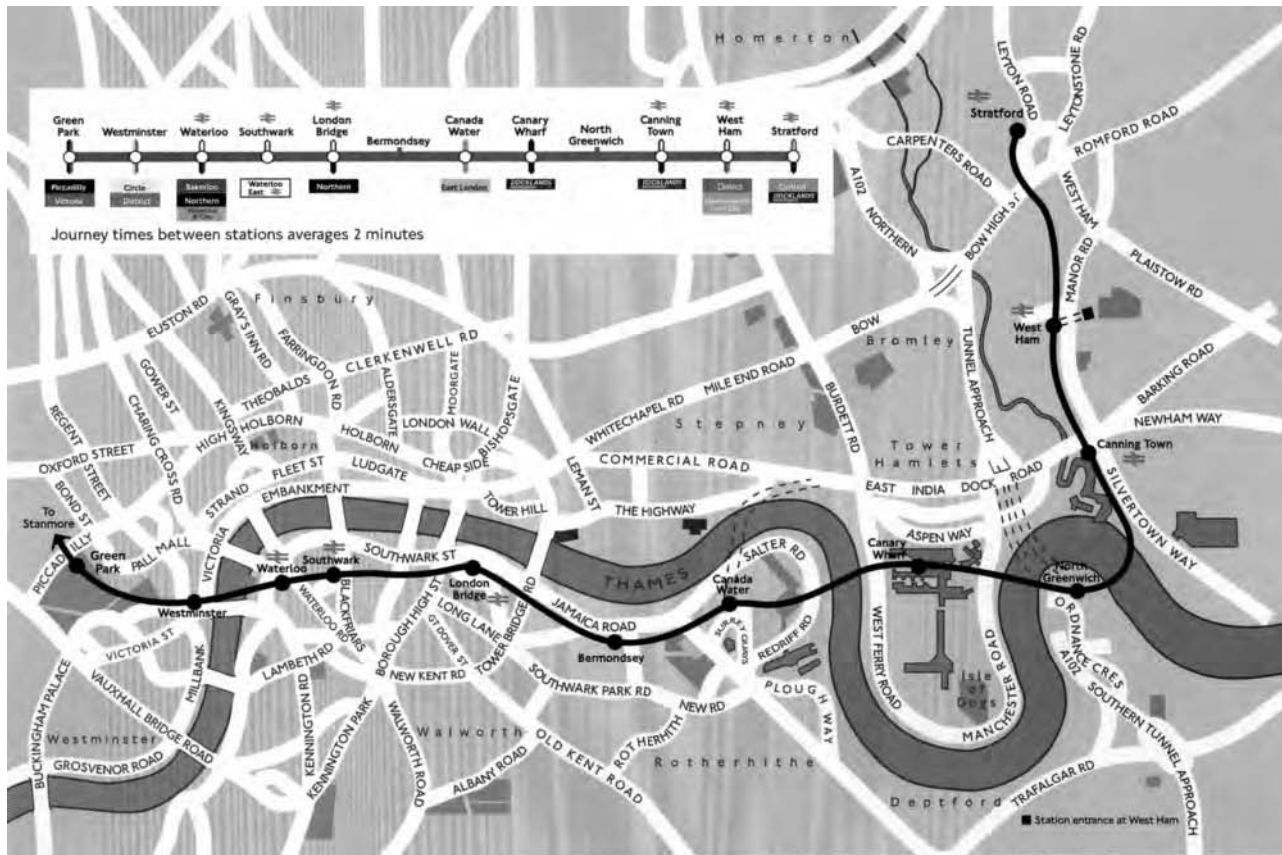 Homerton
LEYTON ROAD
LEYTONSTONE RD
Stratford
ROMFORD ROAD
CARPENTERS ROAD
Green
Park
Westminster
Waterloo
Southwark
London
Bridge
Bermondsey
Canada
Water
Canary
Wharf
North
Greenwich
Canning
Town
West
Ham
Stratford
Piccadilly
Victoria
Circle
District
Bakerloo
Northern
Waterloo
East
Northern
East London
DOCKLANDS
DOCKLANDS
District
Central
DOCKLANDS
Journey times between stations averages 2 minutes
A102
NORTHERN
BOW HIGH ST
WEST HAM
MANOR RD
PLAISTOW RD
EUSTON RD
Finsbury
GRAY'S INN RD
FARRINGDON RD
CLERKENWELL RD
THEOBALDS
GOWER ST
CHARING CROSS RD
KINGSWAY
ALDERSGATE
MOORGATE
BISHOPSGATE
LONDON WALL
MILE END ROAD
BOW
Bromley
TUNNEL APPROACH
West
Ham
BARKING ROAD
NEWHAM WAY
WHITECHAPEL RD
Stepney
BURDETT RD
REGENT STREET
OXFORD STREET
HIGH HOLBORN
HOLBORN
Holborn
BOND ST
FLEET ST
LUDGATE
CHEAPSIDE
STRAND
EMBANKMENT
LEMAN ST
COMMERCIAL ROAD
Tower
Hamlets
EAST INDIA DOCK ROAD
Canning Town
SILVERTOWN WAY
TOWER HILL
THE HIGHWAY
ASPEN WAY
To
Stanmore
PICCADILLY
Green
Park
PALL MALL
VICTORIA
Waterloo
Southwark
SOUTHWARK ST
London
Bridge
THAMES
SALTER RD
Canary
Wharf
North
Greenwich
Canada
Water
Westminster
WATERLOO RD
BLACKFRIARS
BOROUGH HIGH ST
LONG LANE
GT DOVER ST
TOWER BRIDGE RD
JAMAICA ROAD
Bermondsey
SURREY QUAYS
REDRIFF RD
WEST FERRY ROAD
MANCHESTER ROAD
Isle
of
Dogs
ORDNANCE CRES
A102
SOUTHERN TUNNEL APPROACH
VICTORIA ST
MILLBANK
LAMBETH RD
NEW KENT RD
SOUTHWARK PARK RD
NEW RD
PLOUGH WAY
BUCKINGHAM PALACE
VAUXHALL BRIDGE ROAD
Westminster
GROSVENOR ROAD
KENNINGTON RD
KENNINGTON PARK
WALWORTH ROAD
Walworth
ALBANY ROAD
OLD KENT ROAD
ROTHERHITH
Rotherhithe
Deptford
TRAFALGAR RD
Station entrance at West Ham